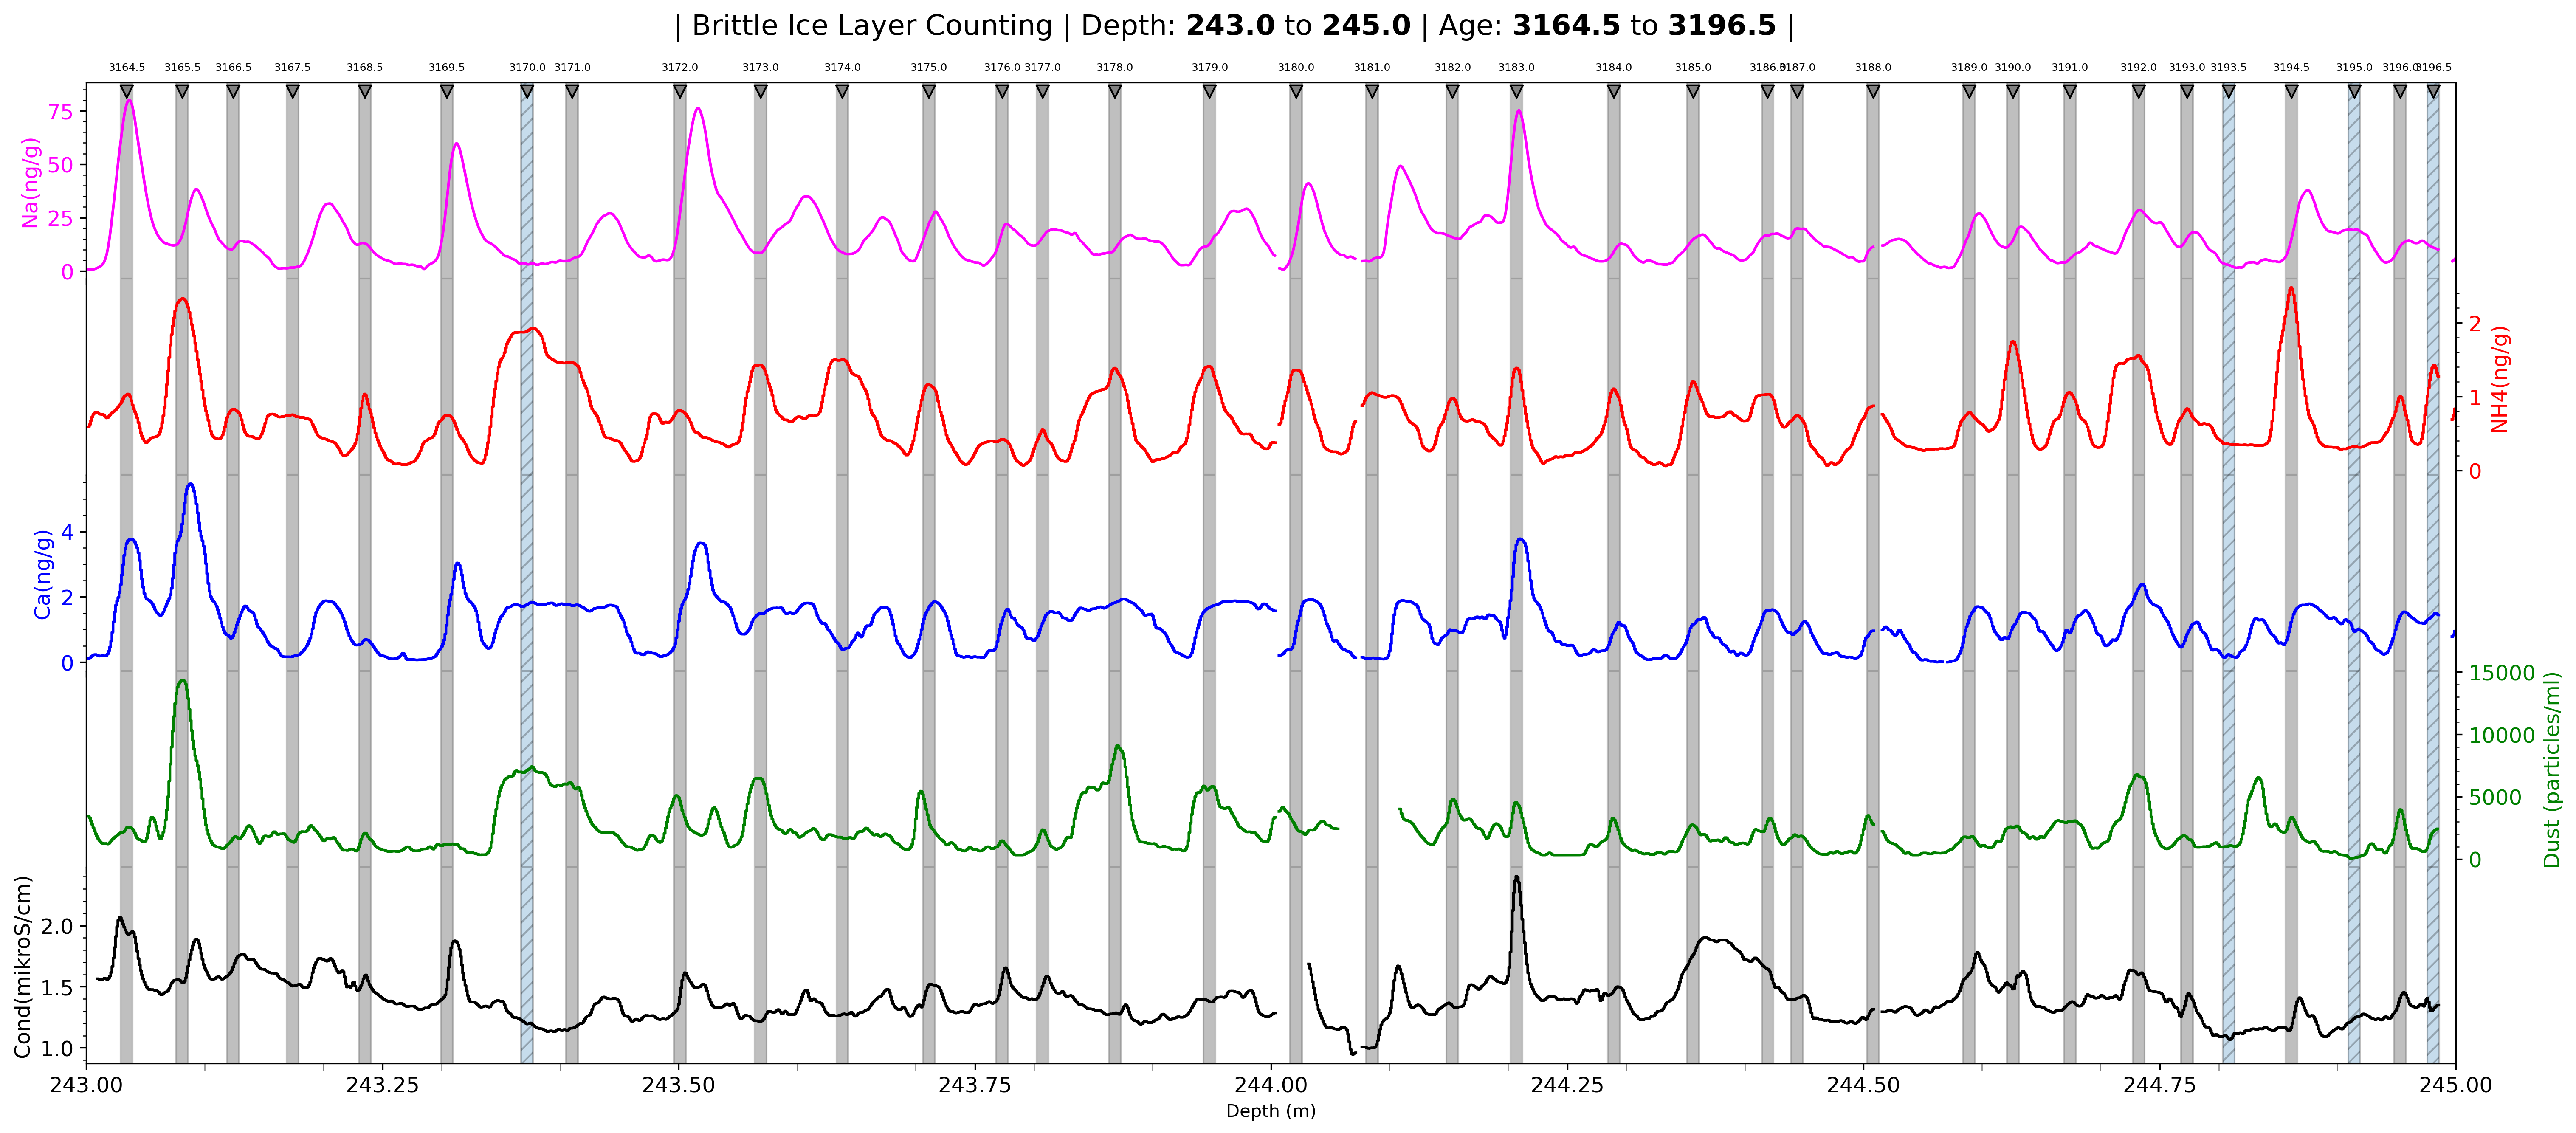 | Brittle Ice Layer Counting | Depth: 243.0 to 245.0 | Age: 3164.5 to 3196.5 |
3164.5 3165.5 3166.5 3167.5 3168.5 3169.5 3170.0 3171.0 3172.0 3173.0 3174.0 3175.0 3176.0 3177.0 3178.0 3179.0 3180.0 3181.0 3182.0 3183.0 3184.0 3185.0 3186.0 3187.0 3188.0 3189.0 3190.0 3191.0 3192.0 3193.0 3193.5 3194.5 3195.0 3196.0 3196.5
Na(ng/g)
75
50
25
0
NH4(ng/g)
2
1
0
Ca(ng/g)
4
2
0
Dust (particles/ml)
15000
10000
5000
0
Cond(mikroS/cm)
2.0
1.5
1.0
243.00 243.25 243.50 243.75 244.00 244.25 244.50 244.75 245.00
Depth (m)